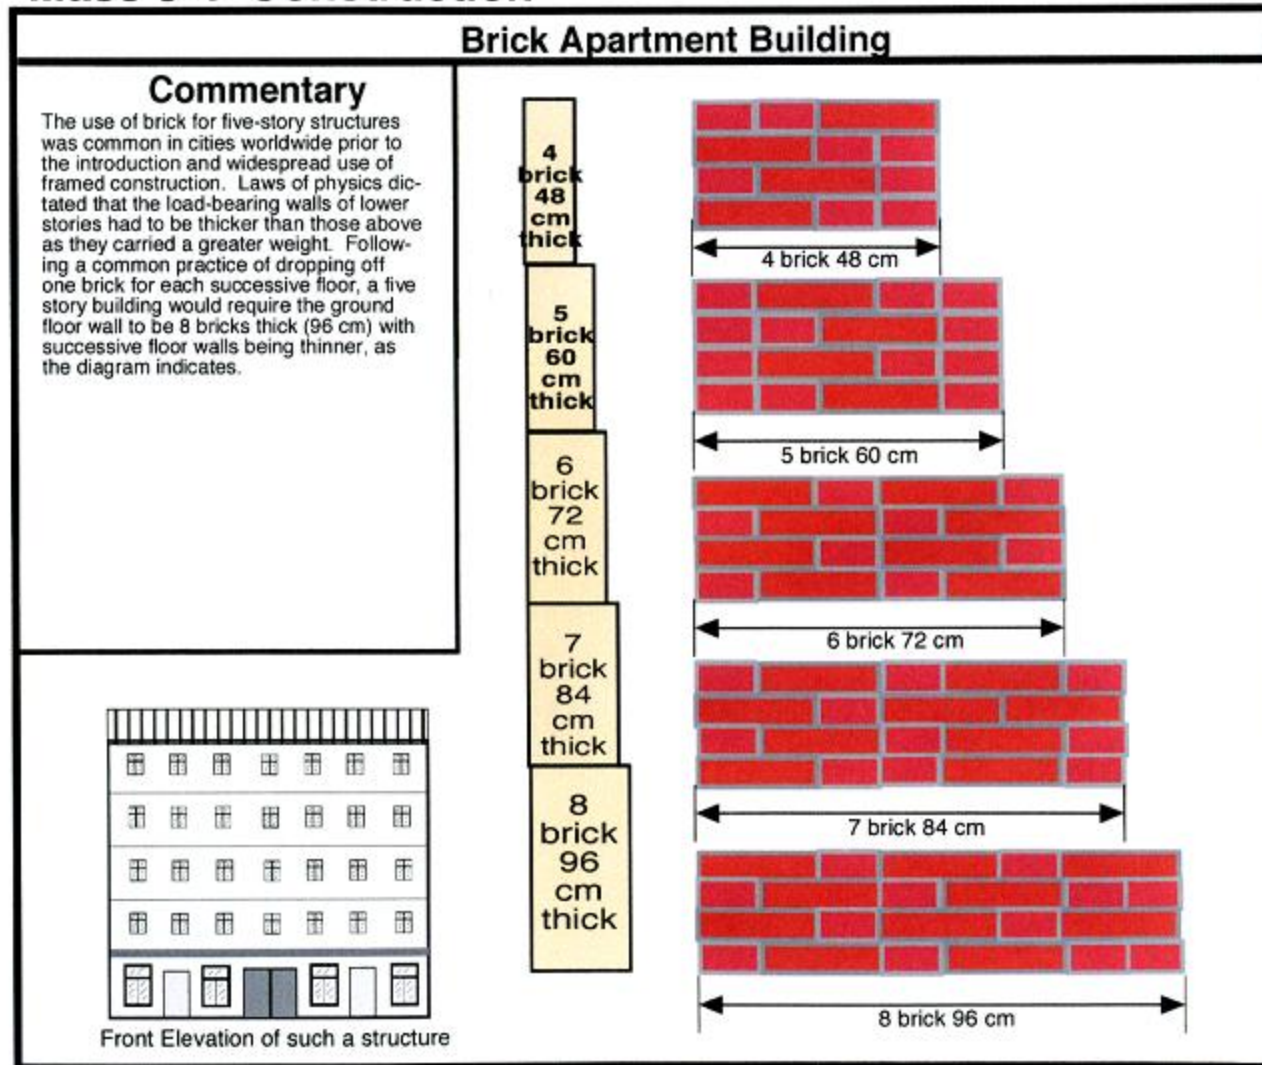 Brick Apartment Building
Commentary
The use of brick for five-story structures
was common in cities worldwide prior to
the introduction and widespread use of
framed construction. Laws of physics dic-
tated that the load-bearing walls of lower
stories had to be thicker than those above
as they carried a greater weight. Follow-
ing a common practice of dropping off
one brick for each successive floor, a five
story building would require the ground
floor wall to be 8 bricks thick (96 cm) with
successive floor walls being thinner, as
the diagram indicates.
4
brick
48
cm
thick
5
brick
60
cm
thick
6
brick
72
cm
thick
7
brick
84
cm
thick
8
brick
96
cm
thick
4 brick 48 cm
5 brick 60 cm
6 brick 72 cm
7 brick 84 cm
8 brick 96 cm
Front Elevation of such a structure